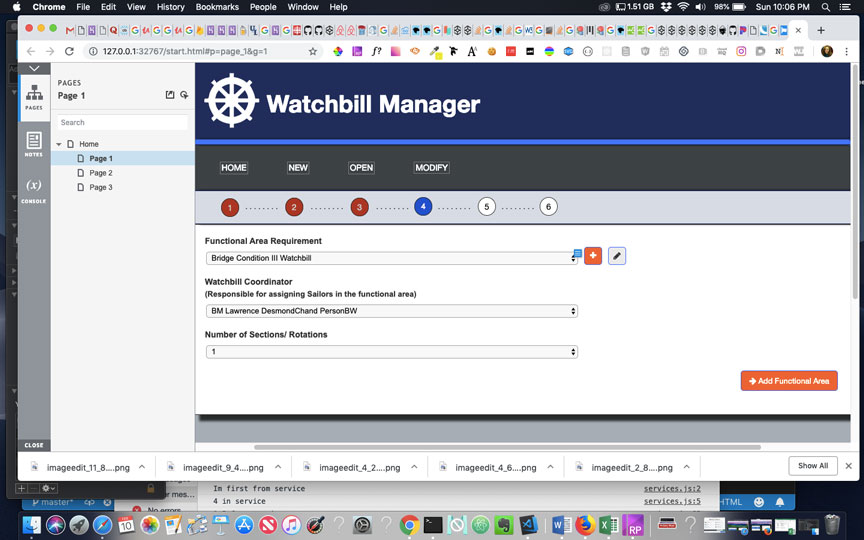 Chrome File Edit View History Bookmarks People Window Help
1.51 GB 98% Sun 10:06 PM
127.0.0.1:32767/start.html#p=page_1&g=1
PAGES
NOTES
(x)
CONSOLE
CLOSE
PAGES
Page 1
Search
Home
Page 1
Page 2
Page 3
Watchbill Manager
HOME NEW OPEN MODIFY
1 2 3 4 5 6
Functional Area Requirement
Bridge Condition III Watchbill
Watchbill Coordinator
(Responsible for assigning Sailors in the functional area)
BM Lawrence DesmondChand PersonBW
Number of Sections/ Rotations
1
Add Functional Area
imageedit_11_8....png imageedit_9_4....png imageedit_4_2....png imageedit_4_6....png imageedit_2_8....png Show All
Im first from service services.js:2
4 in service services.js:5
master*
No errors
HTML